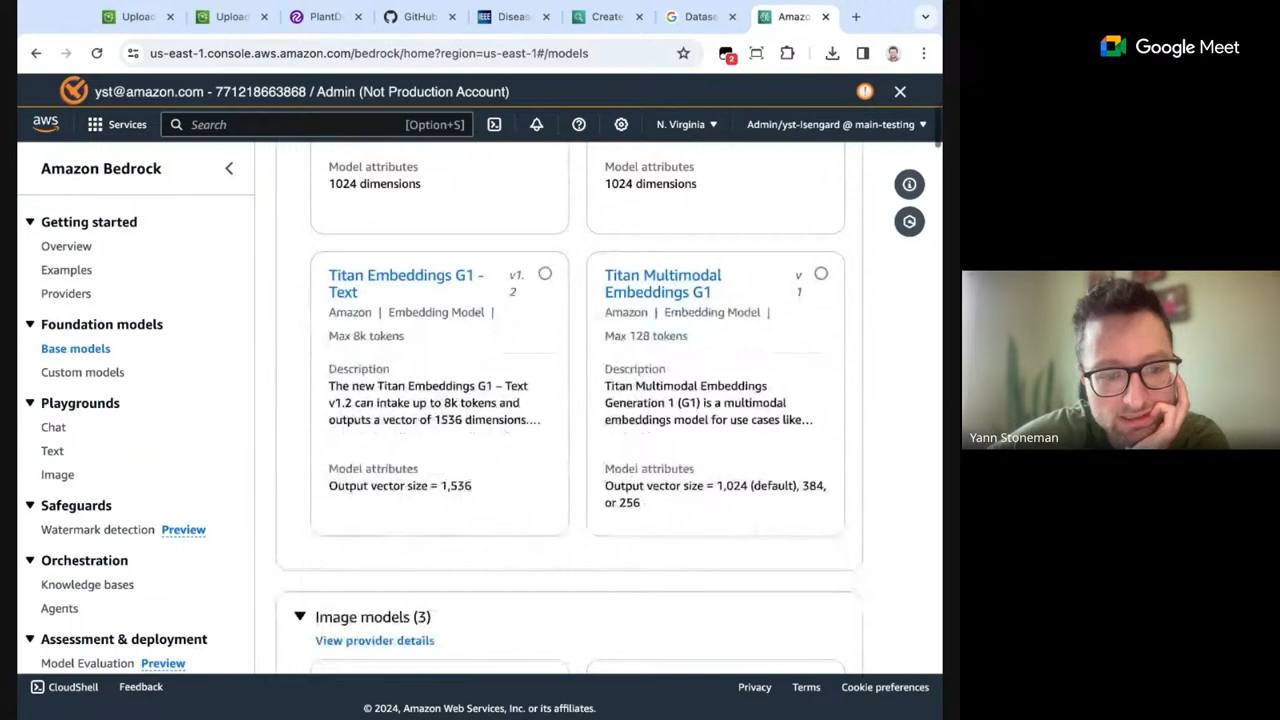 Upload
Upload
PlantD
GitHub
Diseas
Create
Datase
Amazo
us-east-1.console.aws.amazon.com/bedrock/home?region=us-east-1#/models
2
Google Meet
yst@amazon.com - 771218663868 / Admin (Not Production Account)
aws
Services
Search
[Option+S]
N. Virginia
Admin/yst-Isengard @ main-testing
Amazon Bedrock
Getting started
Overview
Examples
Providers
Foundation models
Base models
Custom models
Playgrounds
Chat
Text
Image
Safeguards
Watermark detection Preview
Orchestration
Knowledge bases
Agents
Assessment & deployment
Model Evaluation Preview
Model attributes
1024 dimensions
Model attributes
1024 dimensions
Titan Embeddings G1 -
Text
v1.
2
Amazon | Embedding Model |
Max 8k tokens
Description
The new Titan Embeddings G1 – Text
v1.2 can intake up to 8k tokens and
outputs a vector of 1536 dimensions....
Model attributes
Output vector size = 1,536
Titan Multimodal
Embeddings G1
v
1
Amazon | Embedding Model |
Max 128 tokens
Description
Titan Multimodal Embeddings
Generation 1 (G1) is a multimodal
embeddings model for use cases like...
Model attributes
Output vector size = 1,024 (default), 384,
or 256
Image models (3)
View provider details
Yann Stoneman
CloudShell
Feedback
Privacy
Terms
Cookie preferences
© 2024, Amazon Web Services, Inc. or its affiliates.